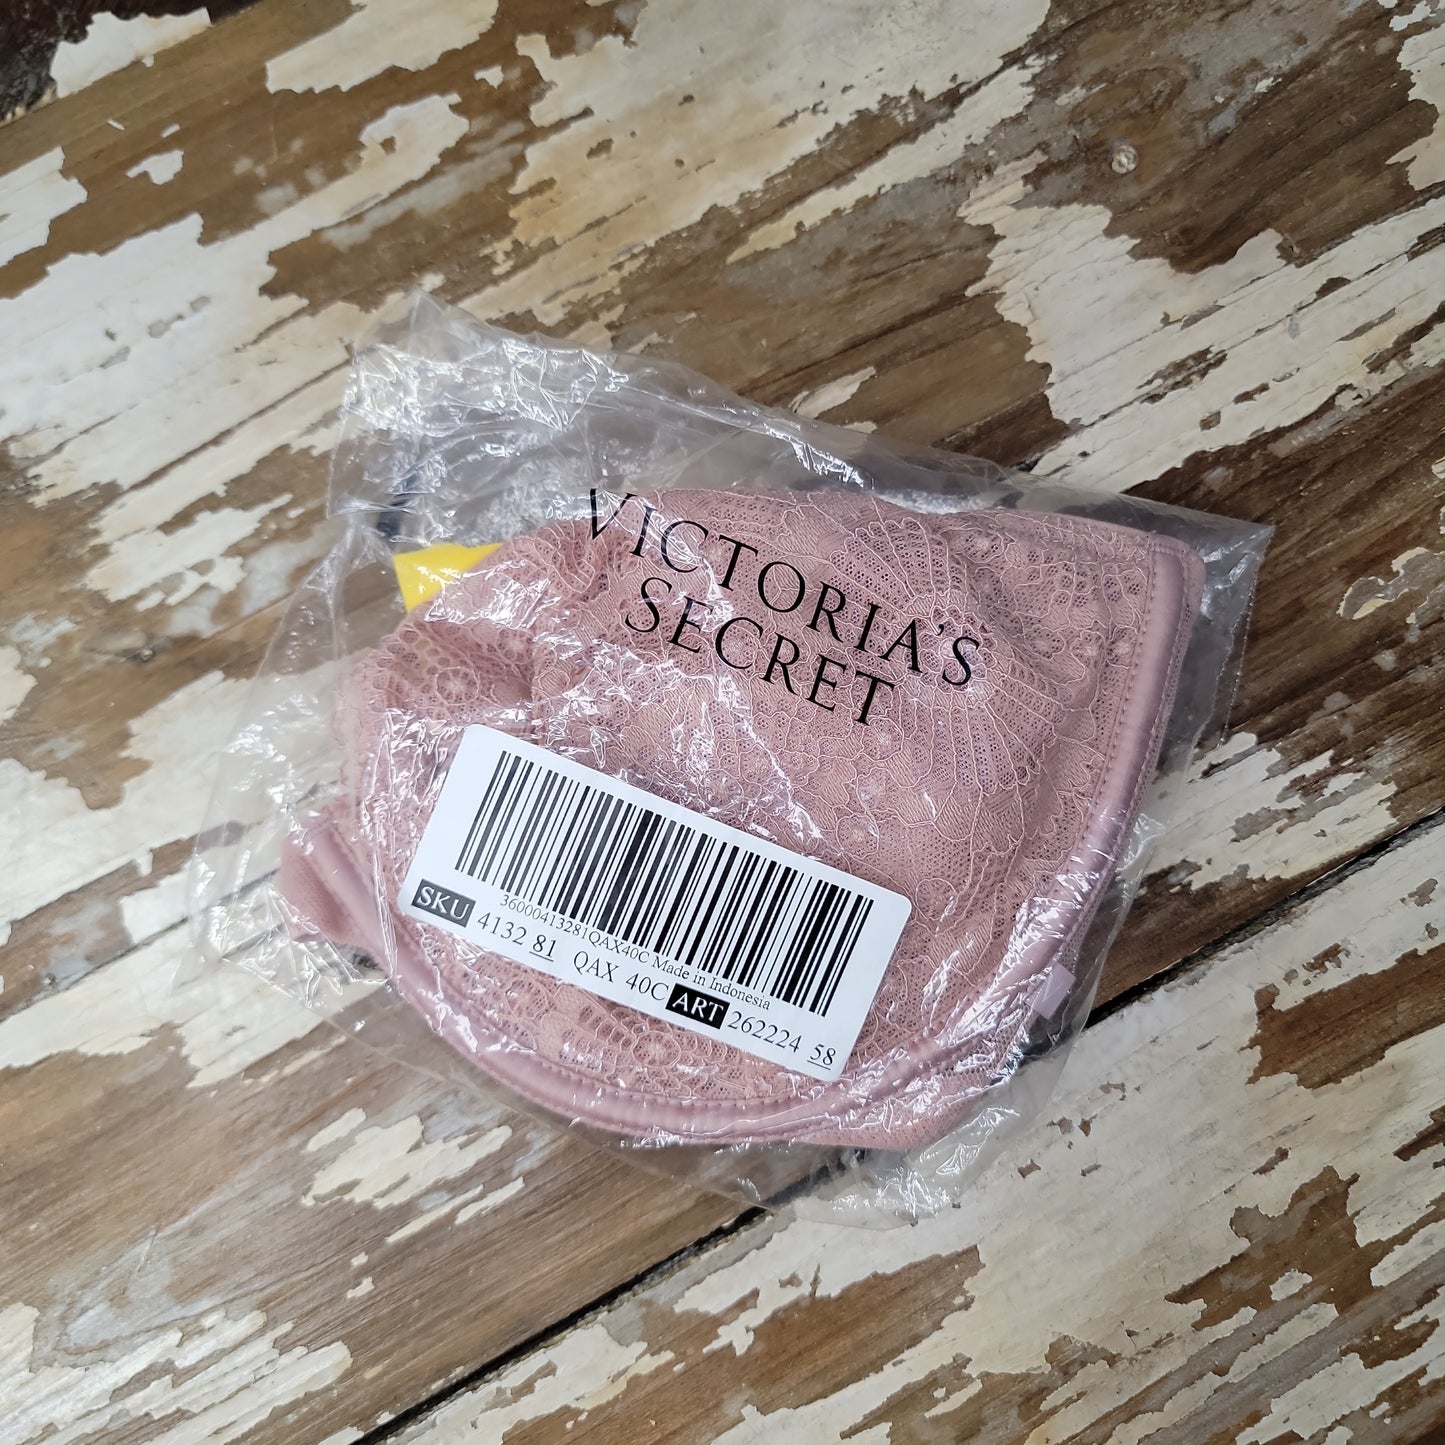 VICTORIA'S
SECRET
36000413281QAX40C Made in Indonesia
SKU 4132 81 QAX 40C ART 262224 58